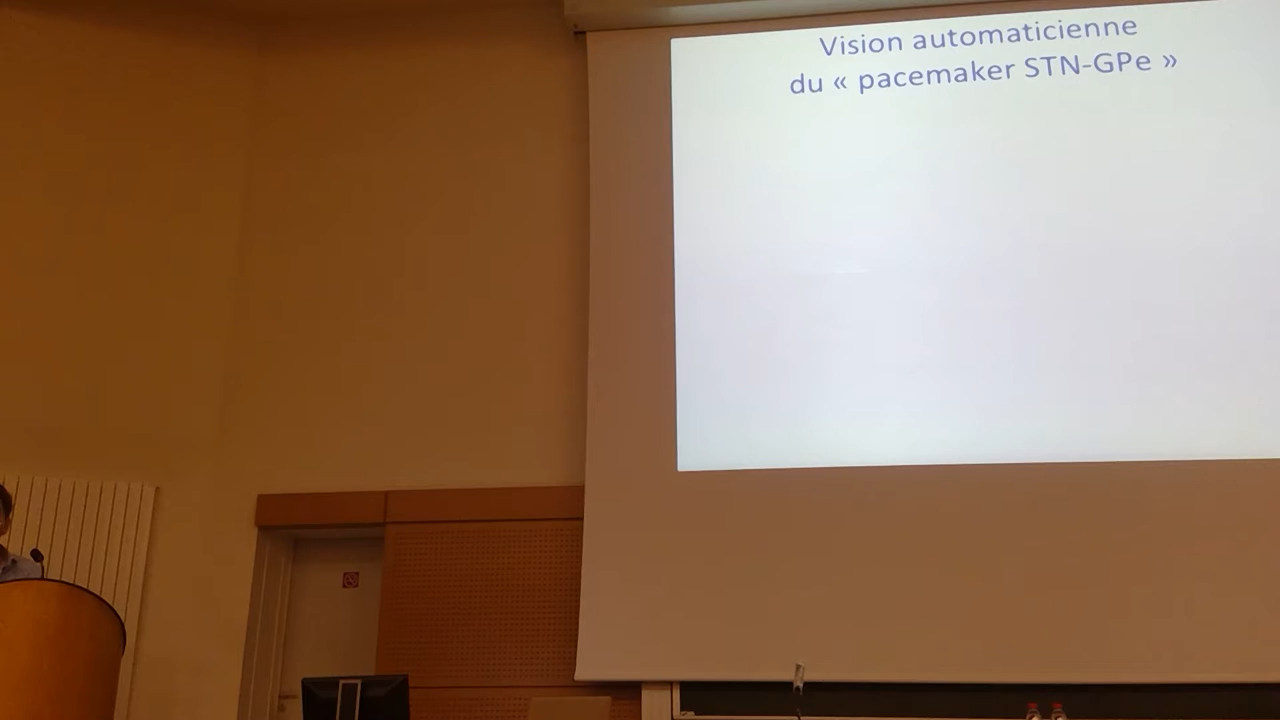 Vision automaticienne
du « pacemaker STN-GPe »